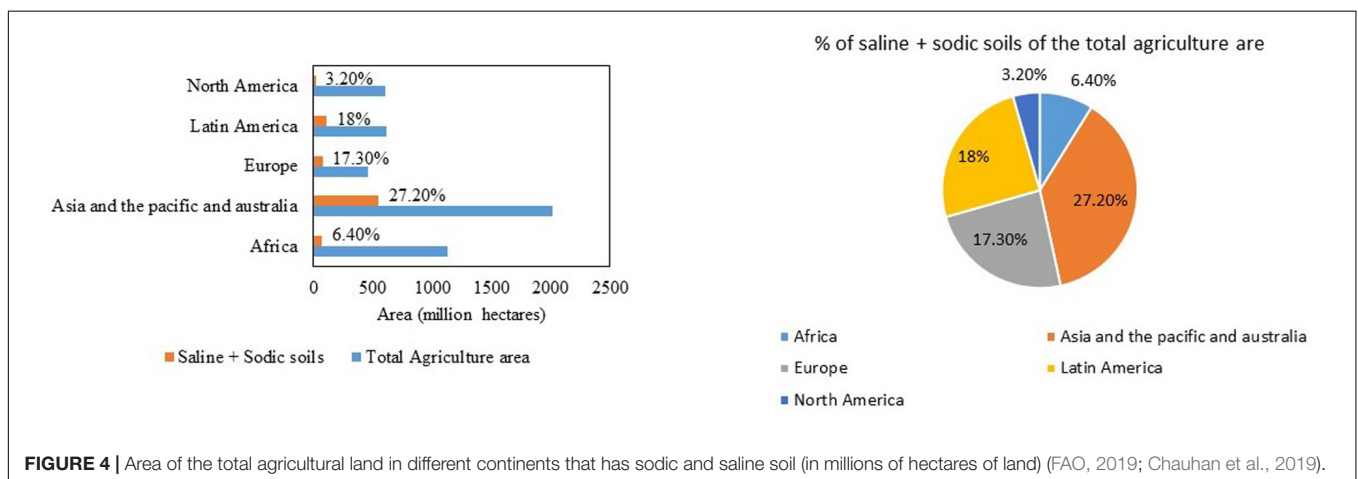 North America 3.20%
Latin America 18%
Europe 17.30%
Asia and the pacific and australia 27.20%
Africa 6.40%
0 500 1000 1500 2000 2500
Area (million hectares)
Saline + Sodic soils Total Agriculture area
% of saline + sodic soils of the total agriculture are
3.20% 6.40%
18%
27.20%
17.30%
Africa Asia and the pacific and australia
Europe Latin America
North America
FIGURE 4 | Area of the total agricultural land in different continents that has sodic and saline soil (in millions of hectares of land) (FAO, 2019; Chauhan et al., 2019).